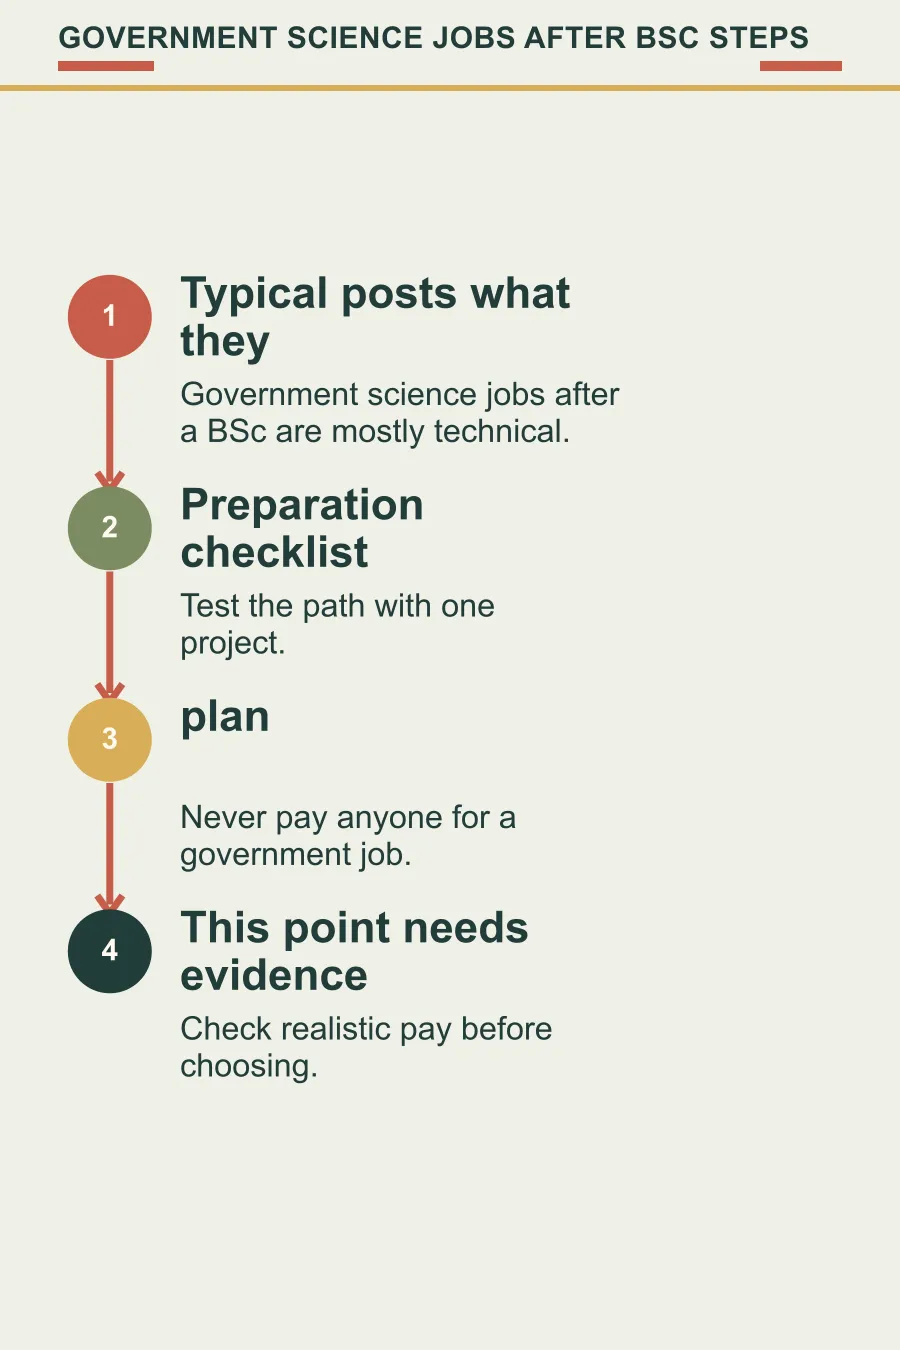 GOVERNMENT SCIENCE JOBS AFTER BSC STEPS
1
Typical posts what
they
Government science jobs after
a BSc are mostly technical.
2
Preparation
checklist
Test the path with one
project.
3
plan
Never pay anyone for a
government job.
4
This point needs
evidence
Check realistic pay before
choosing.